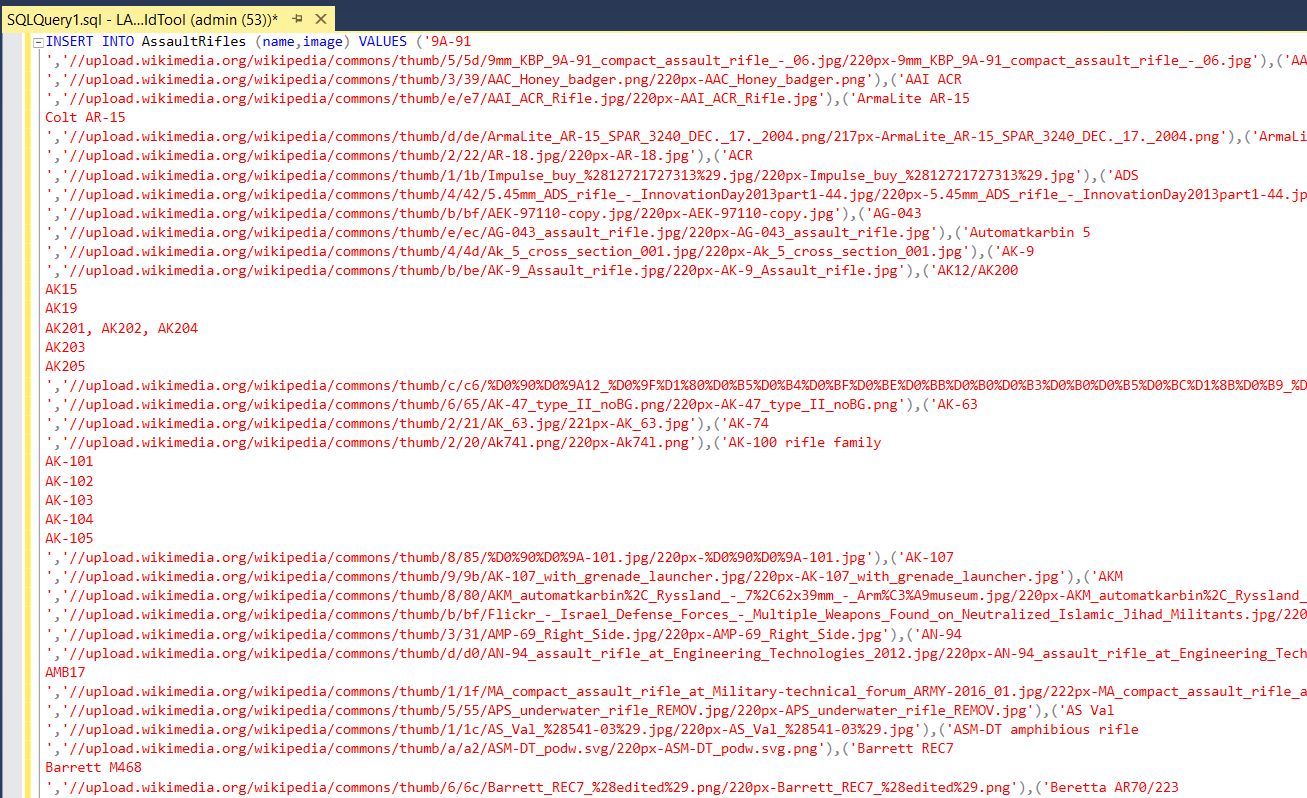 SQLQuery1.sql - LA...ldTool (admin (53))*
INSERT INTO AssaultRifles (name,image) VALUES ('9A-91
','//upload.wikimedia.org/wikipedia/commons/thumb/5/5d/9mm_KBP_9A-91_compact_assault_rifle_-_06.jpg/220px-9mm_KBP_9A-91_compact_assault_rifle_-_06.jpg'),('AA
','//upload.wikimedia.org/wikipedia/commons/thumb/3/39/AAC_Honey_badger.png/220px-AAC_Honey_badger.png'),('AAI ACR
','//upload.wikimedia.org/wikipedia/commons/thumb/e/e7/AAI_ACR_Rifle.jpg/220px-AAI_ACR_Rifle.jpg'),('ArmaLite AR-15
Colt AR-15
','//upload.wikimedia.org/wikipedia/commons/thumb/d/de/ArmaLite_AR-15_SPAR_3240_DEC._17._2004.png/217px-ArmaLite_AR-15_SPAR_3240_DEC._17._2004.png'),('ArmaLi
','//upload.wikimedia.org/wikipedia/commons/thumb/2/22/AR-18.jpg/220px-AR-18.jpg'),('ACR
','//upload.wikimedia.org/wikipedia/commons/thumb/1/1b/Impulse_buy_%2812721727313%29.jpg/220px-Impulse_buy_%2812721727313%29.jpg'),('ADS
','//upload.wikimedia.org/wikipedia/commons/thumb/4/42/5.45mm_ADS_rifle_-_InnovationDay2013part1-44.jpg/220px-5.45mm_ADS_rifle_-_InnovationDay2013part1-44.jp
','//upload.wikimedia.org/wikipedia/commons/thumb/b/bf/AEK-97110-copy.jpg/220px-AEK-97110-copy.jpg'),('AG-043
','//upload.wikimedia.org/wikipedia/commons/thumb/e/ec/AG-043_assault_rifle.jpg/220px-AG-043_assault_rifle.jpg'),('Automatkarbin 5
','//upload.wikimedia.org/wikipedia/commons/thumb/4/4d/Ak_5_cross_section_001.jpg/220px-Ak_5_cross_section_001.jpg'),('AK-9
','//upload.wikimedia.org/wikipedia/commons/thumb/b/be/AK-9_Assault_rifle.jpg/220px-AK-9_Assault_rifle.jpg'),('AK12/AK200
AK15
AK19
AK201, AK202, AK204
AK203
AK205
','//upload.wikimedia.org/wikipedia/commons/thumb/c/c6/%D0%90%D0%9A12_%D0%9F%D1%80%D0%B5%D0%B4%D0%BF%D0%BE%D0%BB%D0%B0%D0%B3%D0%B0%D0%B5%D0%BC%D1%8B%D0%B9_%D
','//upload.wikimedia.org/wikipedia/commons/thumb/6/65/AK-47_type_II_noBG.png/220px-AK-47_type_II_noBG.png'),('AK-63
','//upload.wikimedia.org/wikipedia/commons/thumb/2/21/AK_63.jpg/221px-AK_63.jpg'),('AK-74
','//upload.wikimedia.org/wikipedia/commons/thumb/2/20/Ak74l.png/220px-Ak74l.png'),('AK-100 rifle family
AK-101
AK-102
AK-103
AK-104
AK-105
','//upload.wikimedia.org/wikipedia/commons/thumb/8/85/%D0%90%D0%9A-101.jpg/220px-%D0%90%D0%9A-101.jpg'),('AK-107
','//upload.wikimedia.org/wikipedia/commons/thumb/9/9b/AK-107_with_grenade_launcher.jpg/220px-AK-107_with_grenade_launcher.jpg'),('AKM
','//upload.wikimedia.org/wikipedia/commons/thumb/8/80/AKM_automatkarbin%2C_Ryssland_-_7%2C62x39mm_-_Arm%C3%A9museum.jpg/220px-AKM_automatkarbin%2C_Ryssland_
','//upload.wikimedia.org/wikipedia/commons/thumb/b/bf/Flickr_-_Israel_Defense_Forces_-_Multiple_Weapons_Found_on_Neutralized_Islamic_Jihad_Militants.jpg/220
','//upload.wikimedia.org/wikipedia/commons/thumb/3/31/AMP-69_Right_Side.jpg/220px-AMP-69_Right_Side.jpg'),('AN-94
','//upload.wikimedia.org/wikipedia/commons/thumb/d/d0/AN-94_assault_rifle_at_Engineering_Technologies_2012.jpg/220px-AN-94_assault_rifle_at_Engineering_Tech
AMB17
','//upload.wikimedia.org/wikipedia/commons/thumb/1/1f/MA_compact_assault_rifle_at_Military-technical_forum_ARMY-2016_01.jpg/222px-MA_compact_assault_rifle_a
','//upload.wikimedia.org/wikipedia/commons/thumb/5/55/APS_underwater_rifle_REMOV.jpg/220px-APS_underwater_rifle_REMOV.jpg'),('AS Val
','//upload.wikimedia.org/wikipedia/commons/thumb/1/1c/AS_Val_%28541-03%29.jpg/220px-AS_Val_%28541-03%29.jpg'),('ASM-DT amphibious rifle
','//upload.wikimedia.org/wikipedia/commons/thumb/a/a2/ASM-DT_podw.svg/220px-ASM-DT_podw.svg.png'),('Barrett REC7
Barrett M468
','//upload.wikimedia.org/wikipedia/commons/thumb/6/6c/Barrett_REC7_%28edited%29.png/220px-Barrett_REC7_%28edited%29.png'),('Beretta AR70/223